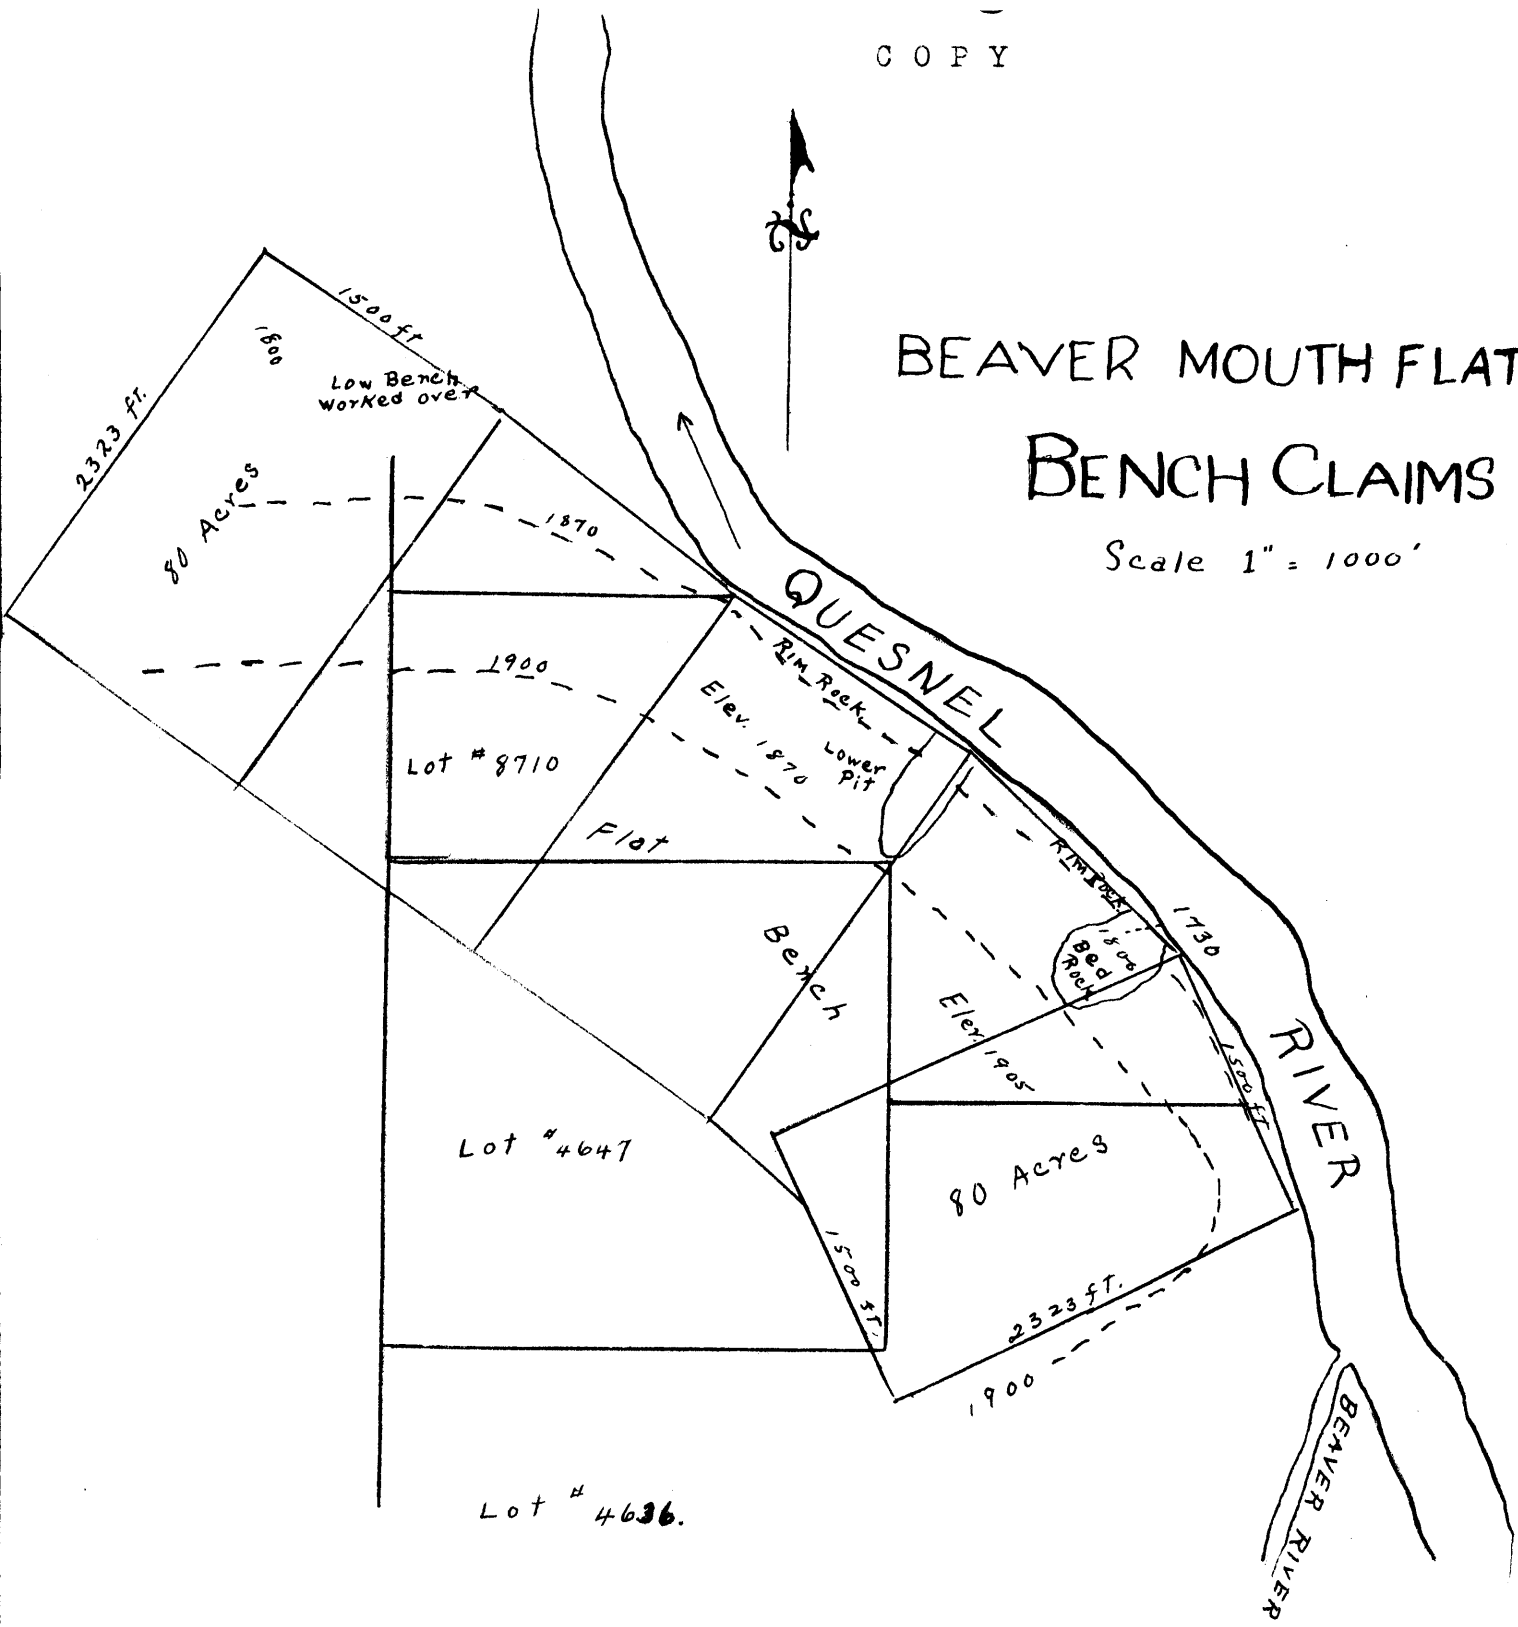 COPY
N
BEAVER MOUTH FLAT
BENCH CLAIMS
Scale 1" = 1000'
1500 ft
1800
Low Bench
Worked over
2323 ft.
80 Acres
1870
1900
QUESNEL
RIVER
Rim Rock
Elev. 1870
Lower
Pit
Lot # 8710
Flat
Bench
Rim Rock
1730
1806
Bed
Rock
Elev. 1905
1500 ft
Lot # 4647
80 Acres
1500 ft.
2323 ft.
1900
BEAVER RIVER
Lot # 4636.